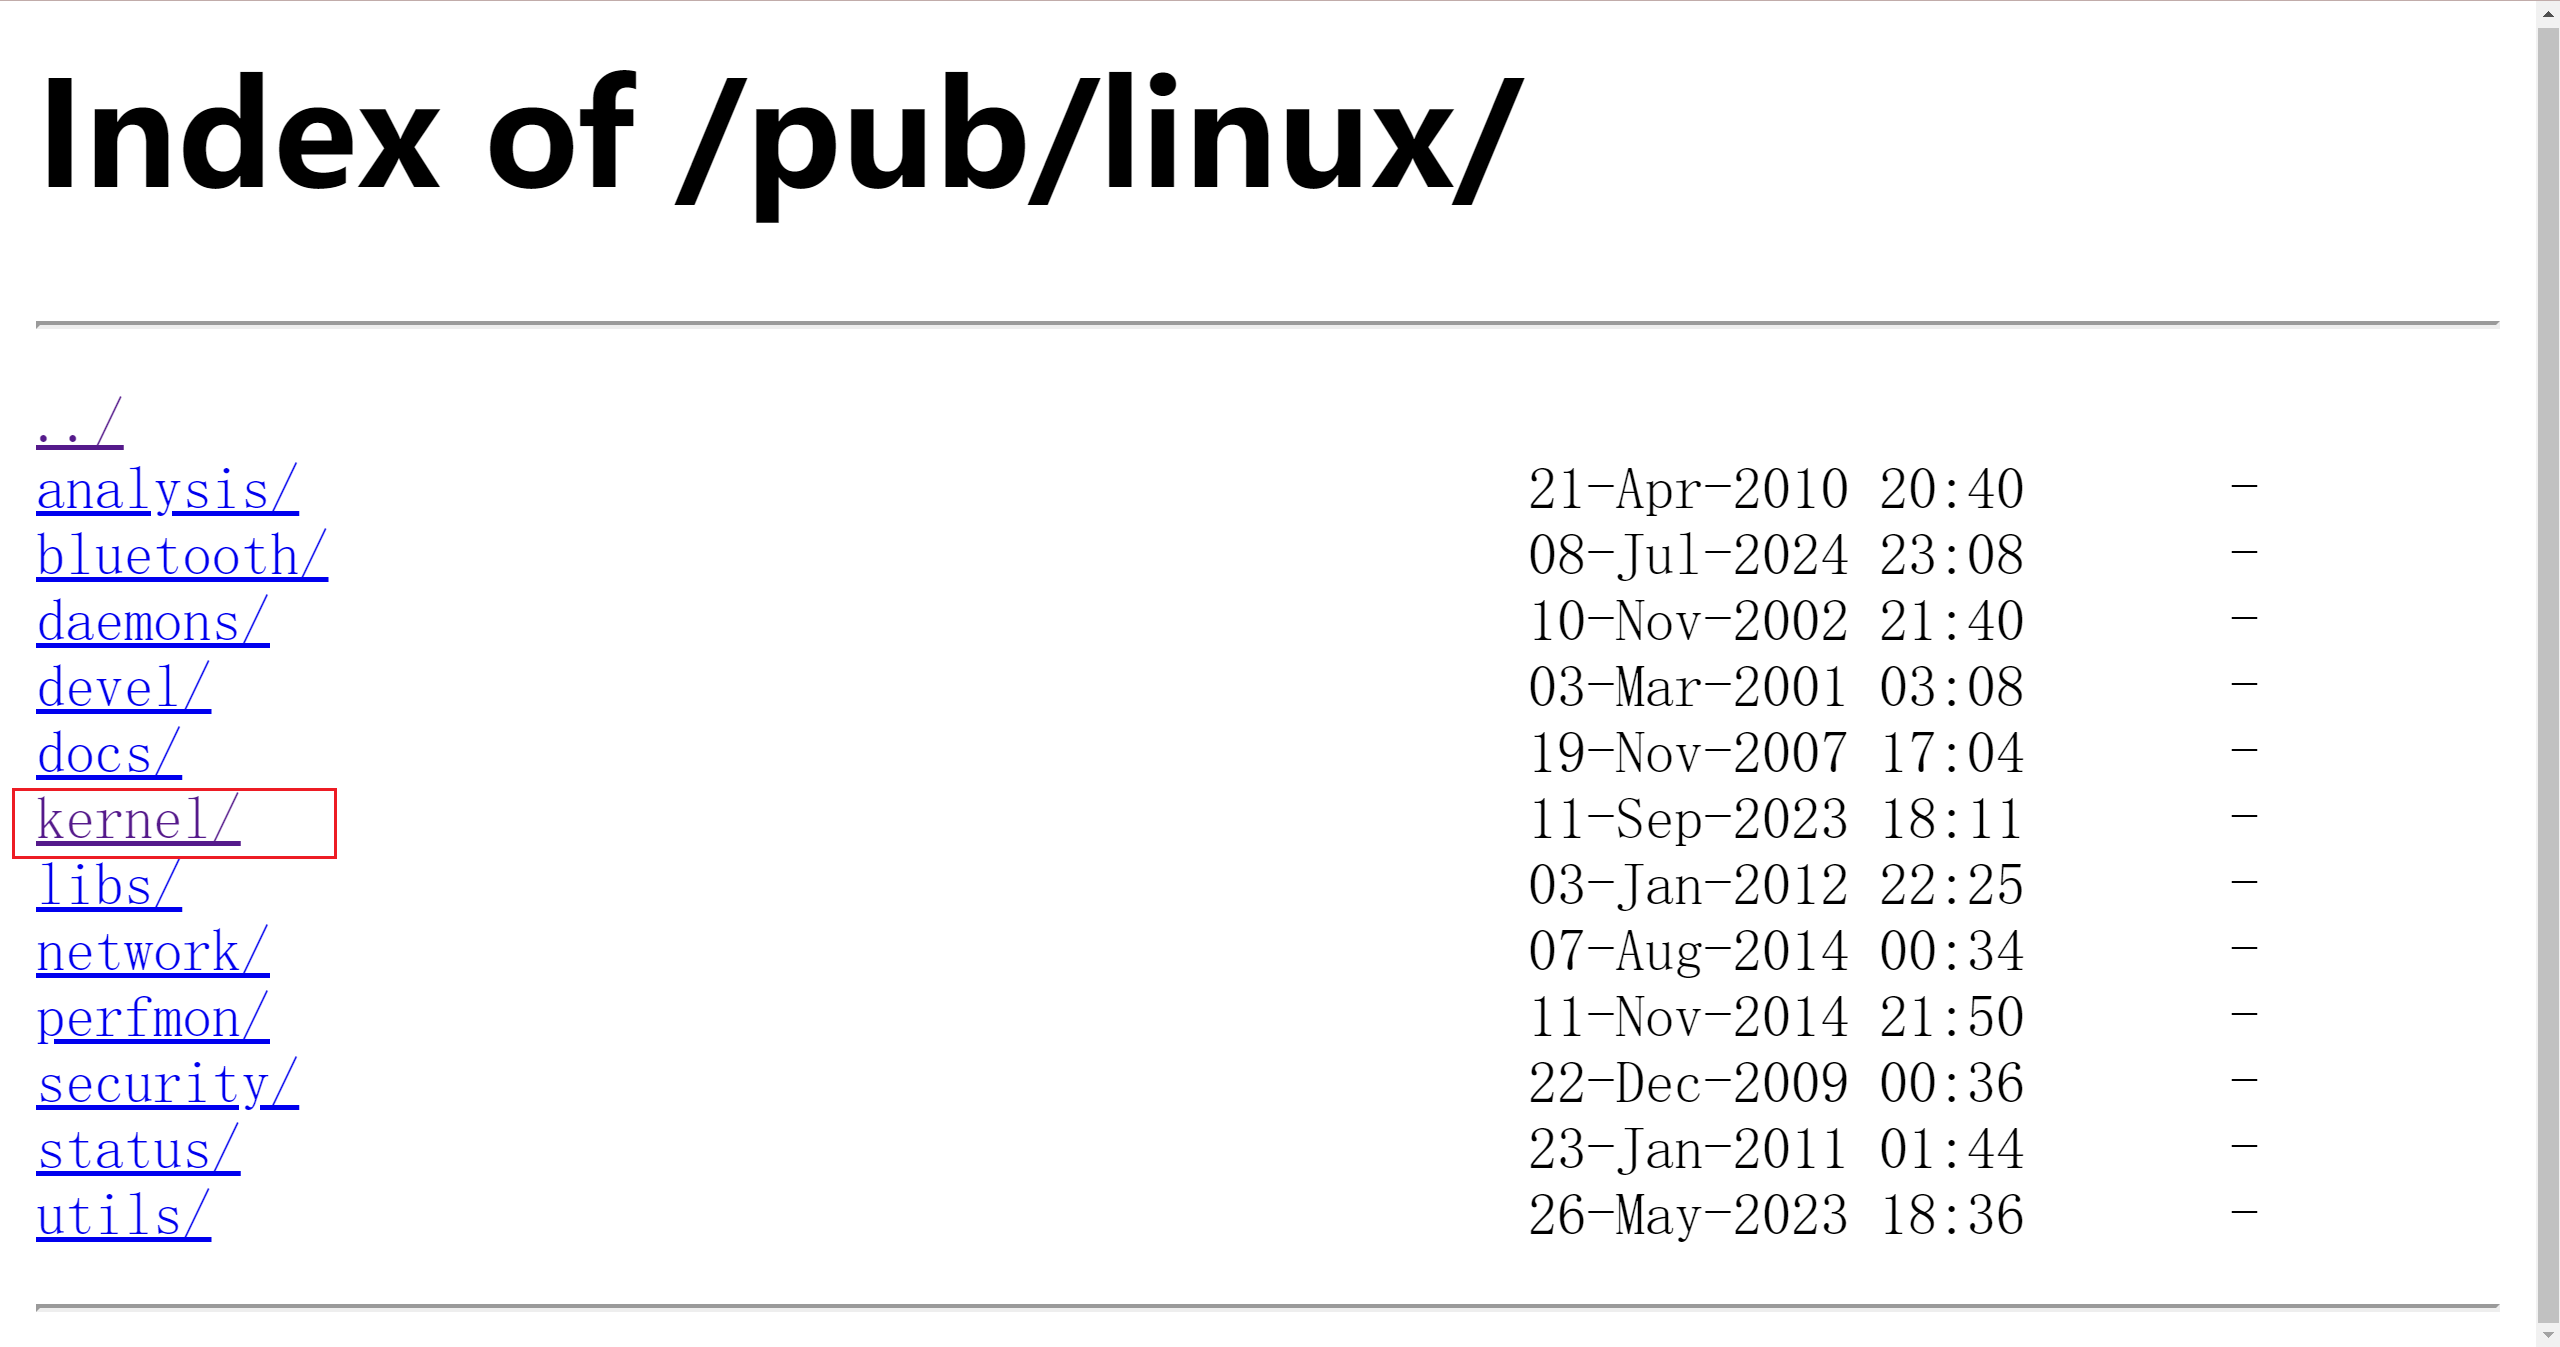 Index of /pub/linux/
../
analysis/ 21-Apr-2010 20:40 -
bluetooth/ 08-Jul-2024 23:08 -
daemons/ 10-Nov-2002 21:40 -
devel/ 03-Mar-2001 03:08 -
docs/ 19-Nov-2007 17:04 -
kernel/ 11-Sep-2023 18:11 -
libs/ 03-Jan-2012 22:25 -
network/ 07-Aug-2014 00:34 -
perfmon/ 11-Nov-2014 21:50 -
security/ 22-Dec-2009 00:36 -
status/ 23-Jan-2011 01:44 -
utils/ 26-May-2023 18:36 -